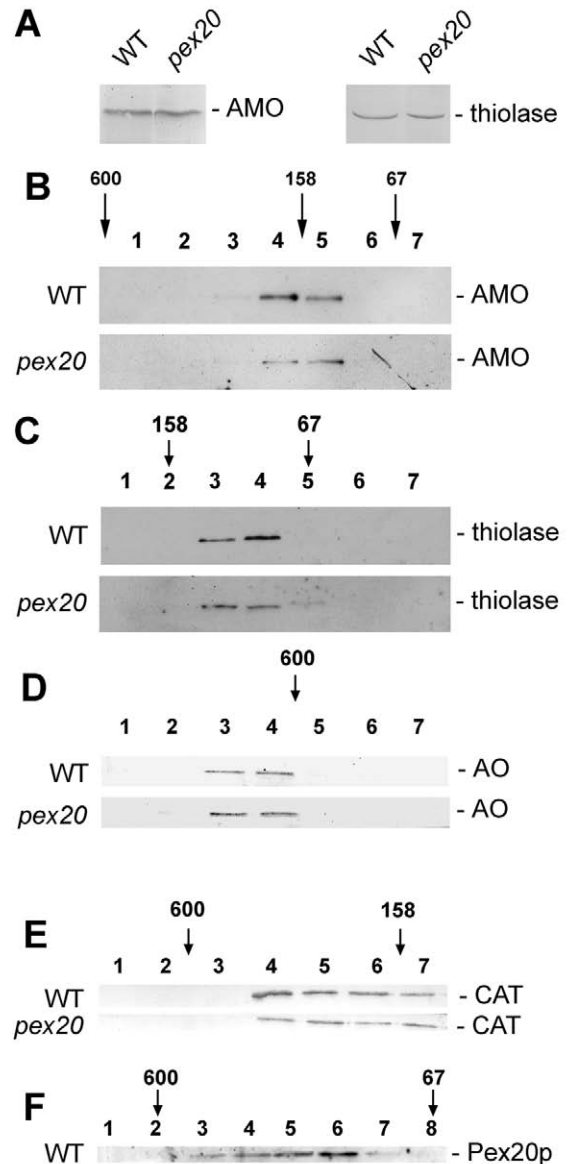 A
WT pex20 WT pex20
- AMO - thiolase
B
600 158 67
1 2 3 4 5 6 7
WT - AMO
pex20 - AMO
C
158 67
1 2 3 4 5 6 7
WT - thiolase
pex20 - thiolase
D
600
1 2 3 4 5 6 7
WT - AO
pex20 - AO
E
600 158
1 2 3 4 5 6 7
WT - CAT
pex20 - CAT
F
600 67
1 2 3 4 5 6 7 8
WT - Pex20p